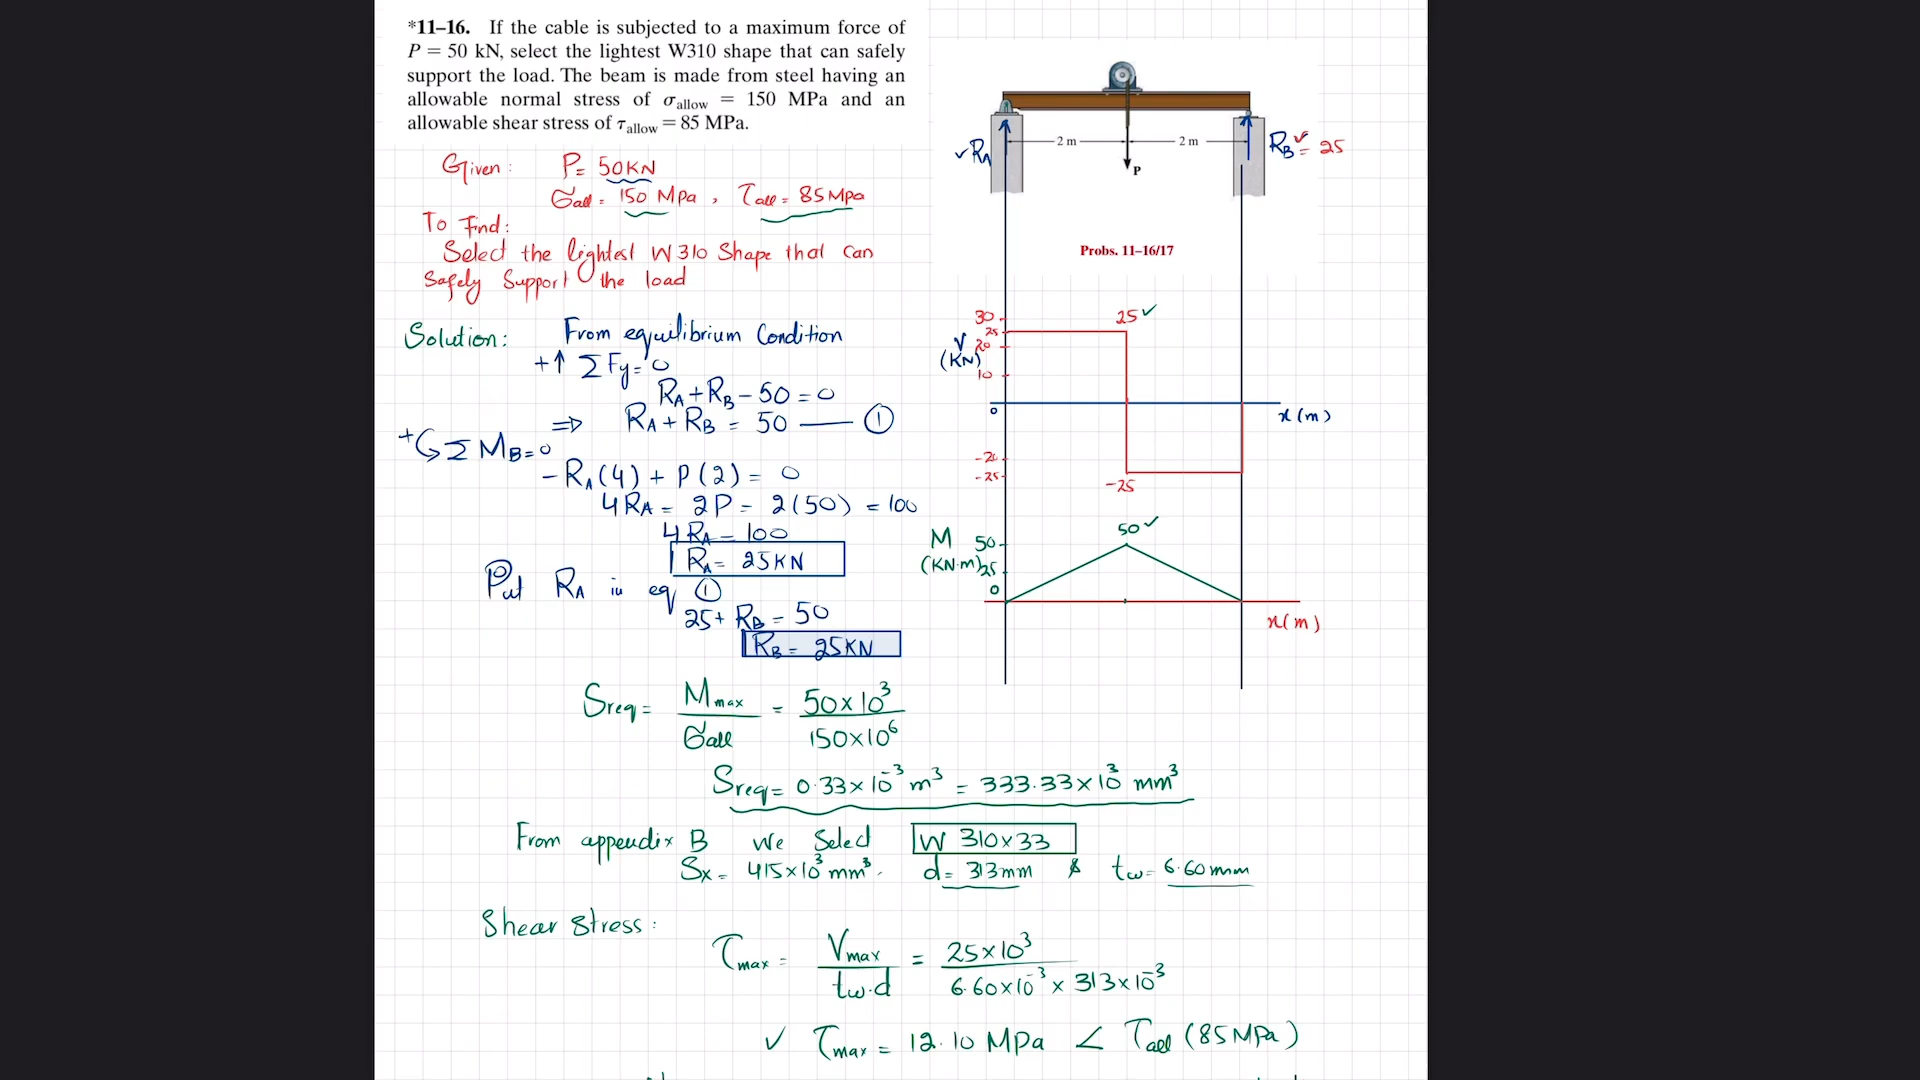 *11–16. If the cable is subjected to a maximum force of
P = 50 kN, select the lightest W310 shape that can safely
support the load. The beam is made from steel having an
allowable normal stress of σallow = 150 MPa and an
allowable shear stress of τallow = 85 MPa.
Given: P= 50KN
σall = 150 MPa , τall = 85 MPa
To Find:
Select the lightest W 310 Shape that can
Safely Support the load
Solution: From equilibrium Condition
+↑ ΣFy = 0
RA + RB − 50 = 0
⇒ RA + RB = 50 —— ①
+ ΣMB = 0
−RA(4) + P(2) = 0
4RA = 2P = 2(50) = 100
4RA = 100
RA = 25KN
Put RA in eq ①
25 + RB = 50
RB = 25KN
RA
2 m
2 m
P
RB = 25
Probs. 11–16/17
30
25
20
10
0
-20
-25
V
(KN)
25 ✓
-25
x(m)
M
(KN·m)
50
25
0
50 ✓
x(m)
Sreq = Mmax / σall = 50×10³ / 150×10⁶
Sreq = 0.33×10⁻³ m³ = 333.33×10³ mm³
From appendix B we Select W 310×33
Sx = 415×10³ mm³. d = 313mm & tw = 6.60mm
Shear Stress:
τmax = Vmax / tw.d = 25×10³ / 6.60×10⁻³ × 313×10⁻³
✓ τmax = 12.10 MPa < τall (85MPa)